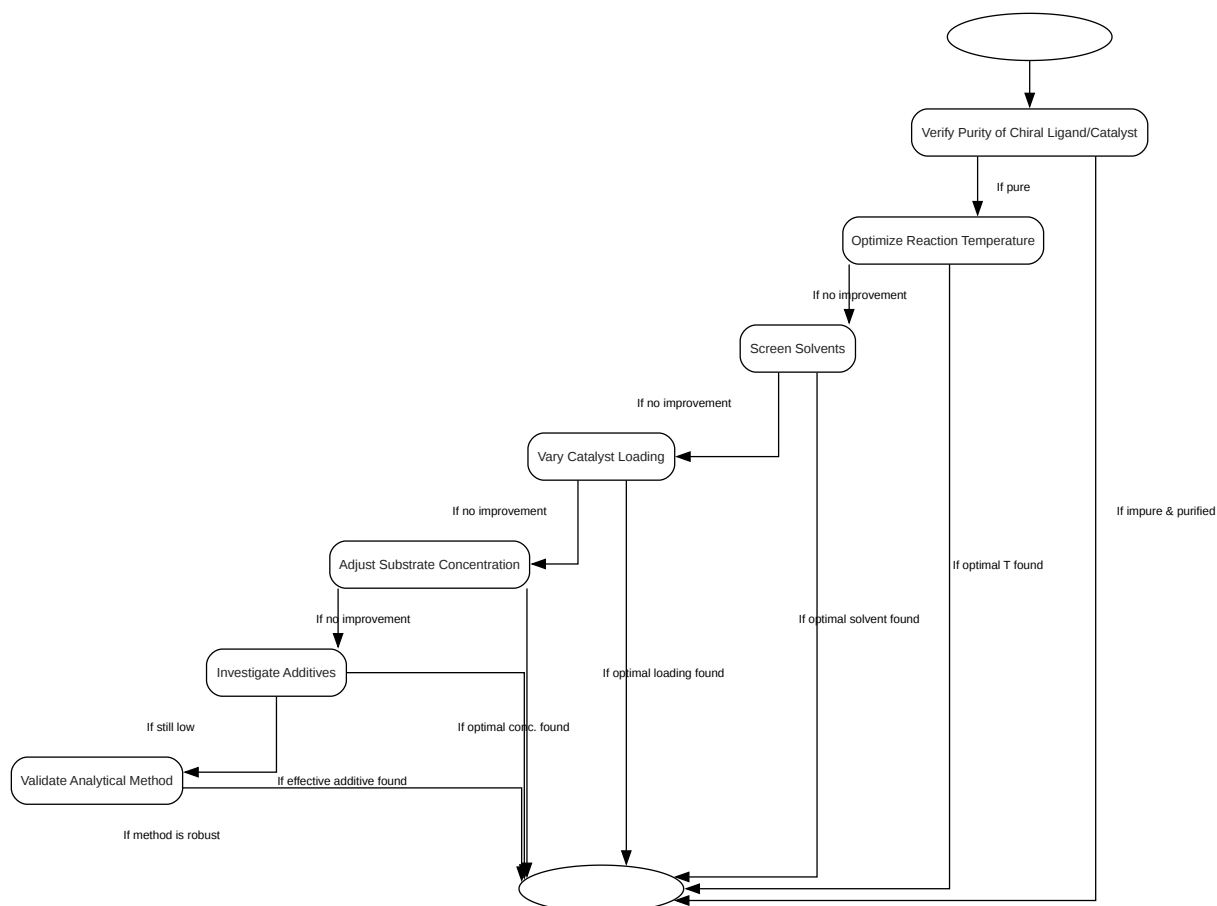 Verify Purity of Chiral Ligand/Catalyst
If pure
Optimize Reaction Temperature
If no improvement
Screen Solvents
If no improvement
Vary Catalyst Loading
If no improvement
If impure & purified
Adjust Substrate Concentration
If optimal T found
If no improvement
If optimal solvent found
Investigate Additives
If optimal loading found
If still low
If optimal conc. found
Validate Analytical Method
If effective additive found
If method is robust